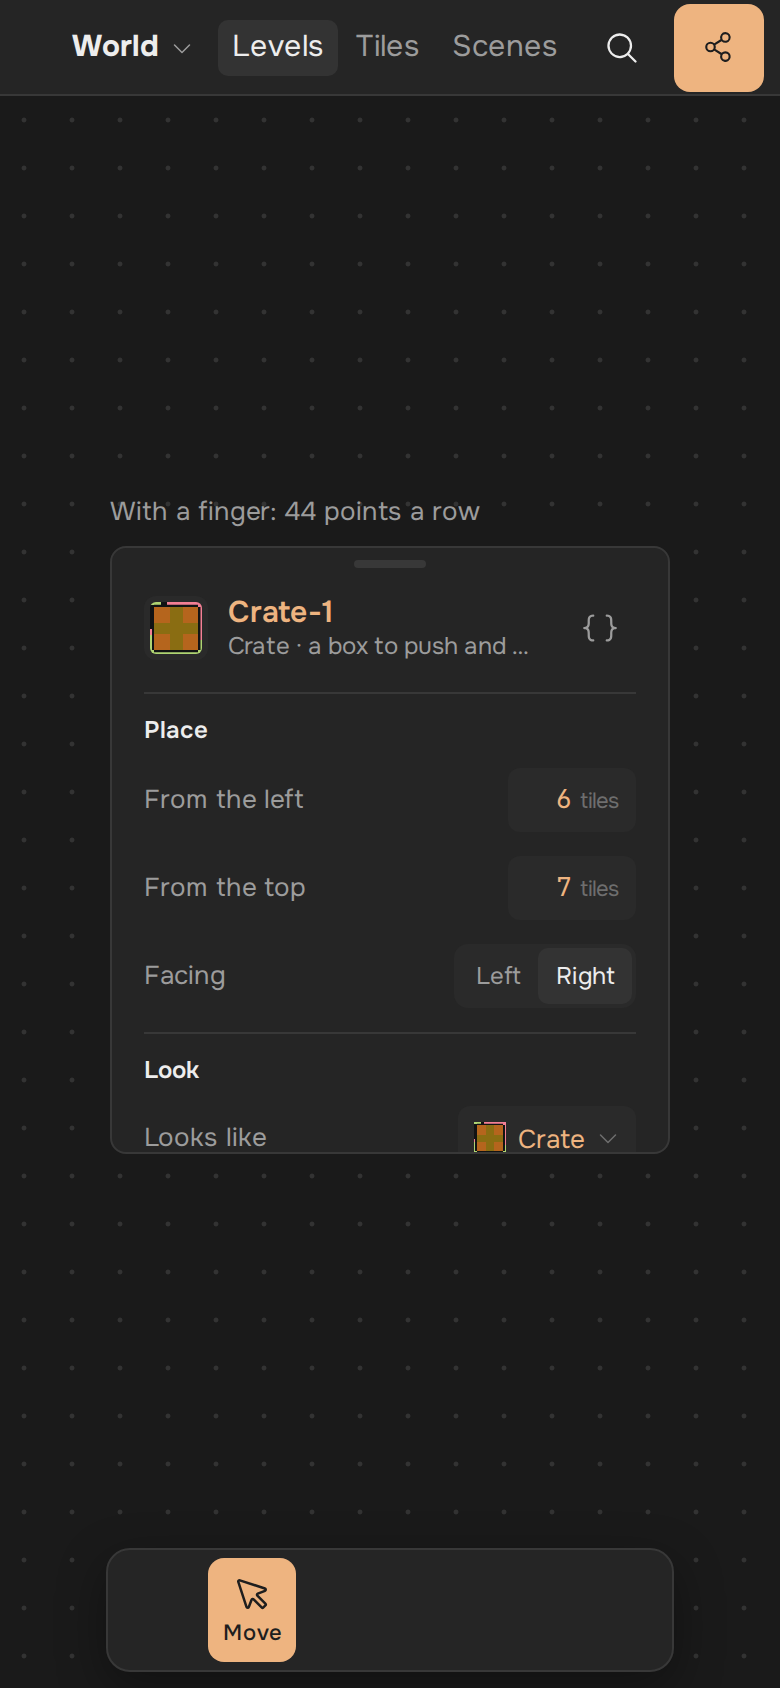 World Levels Tiles Scenes
With a finger: 44 points a row
Crate-1
Crate · a box to push and ...
{ }
Place
From the left 6 tiles
From the top 7 tiles
Facing Left Right
Look
Looks like Crate
Move